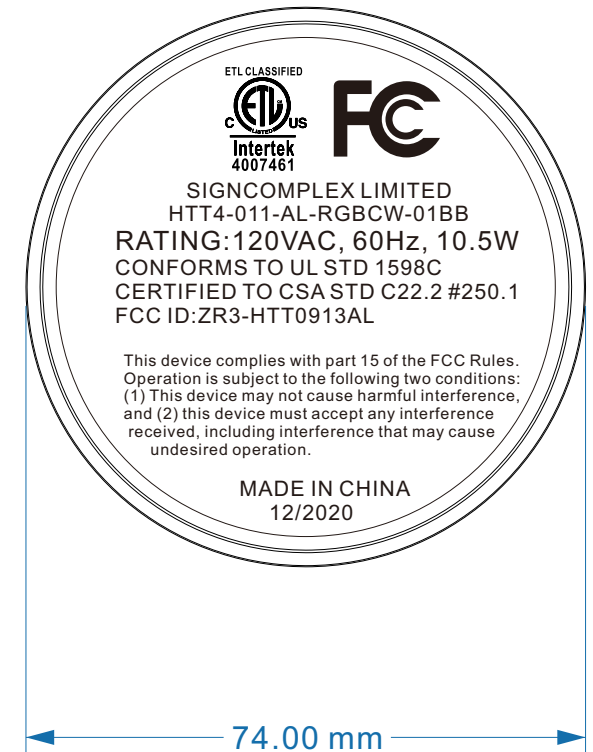 ETL CLASSIFIED
ETL
C US
LISTED
Intertek
4007461
FC
SIGNCOMPLEX LIMITED
HTT4-011-AL-RGBCW-01BB
RATING:120VAC, 60Hz, 10.5W
CONFORMS TO UL STD 1598C
CERTIFIED TO CSA STD C22.2 #250.1
FCC ID:ZR3-HTT0913AL
This device complies with part 15 of the FCC Rules.
Operation is subject to the following two conditions:
(1) This device may not cause harmful interference,
and (2) this device must accept any interference
received, including interference that may cause
undesired operation.
MADE IN CHINA
12/2020
74.00 mm